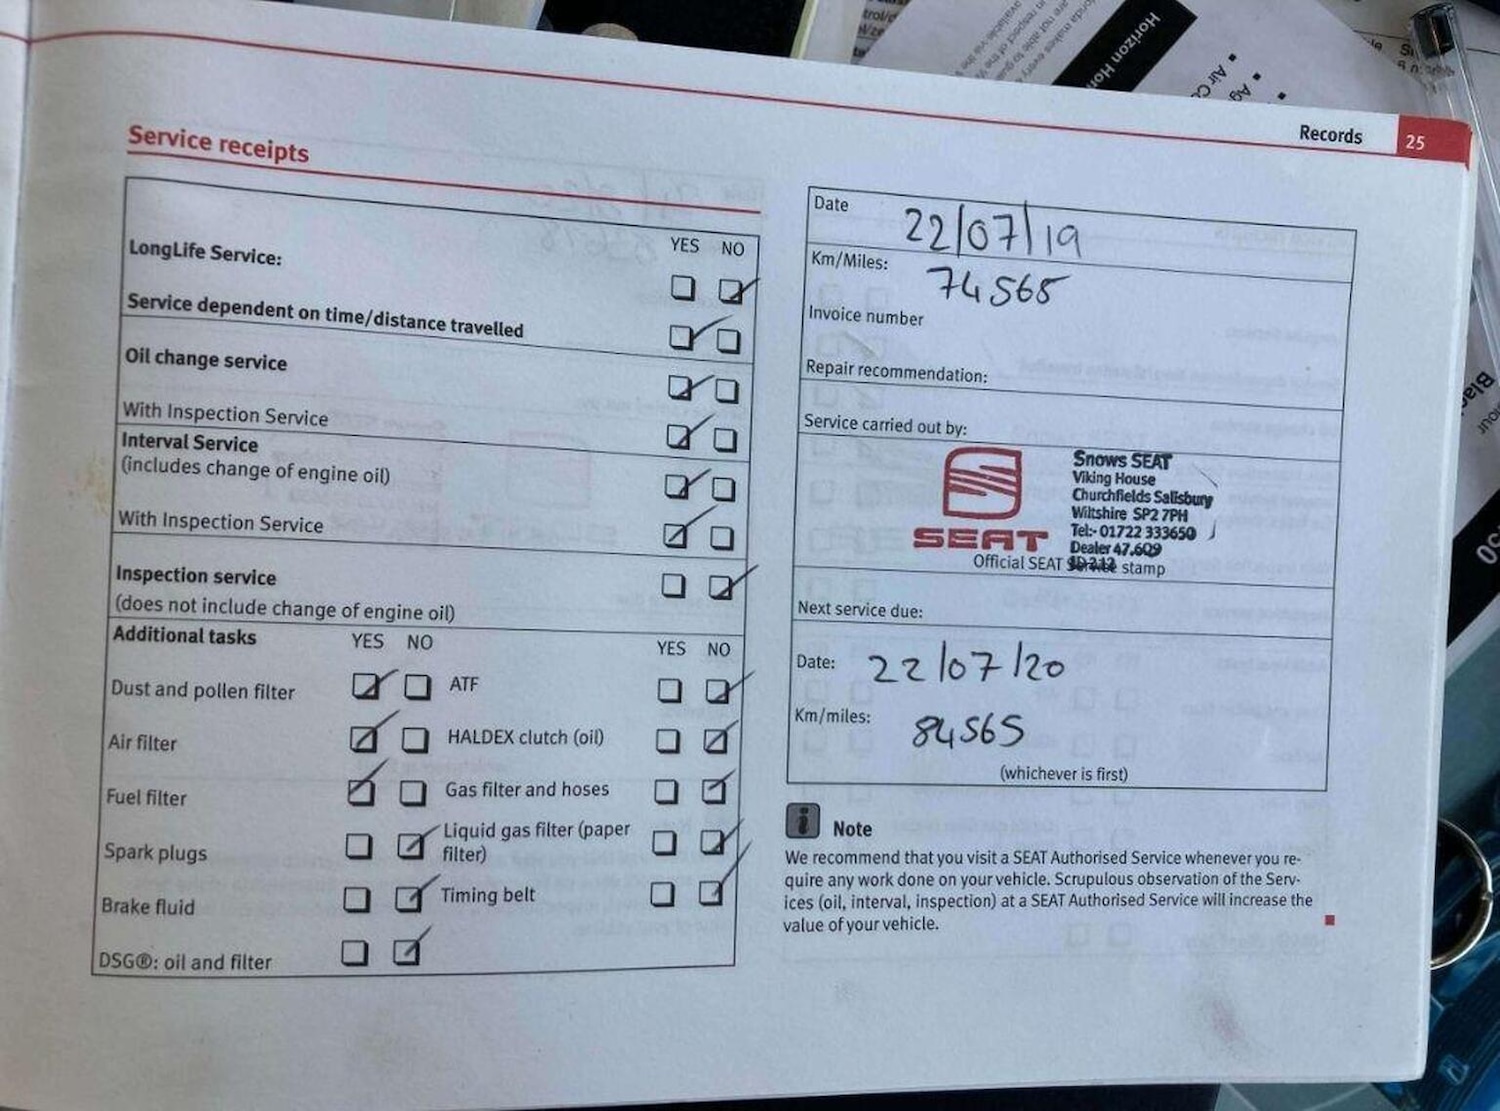 Horizon Hon
Air Co
Records 25
Service receipts
YES NO
LongLife Service:
Service dependent on time/distance travelled
Oil change service
With Inspection Service
Interval Service
(includes change of engine oil)
With Inspection Service
Inspection service
(does not include change of engine oil)
Additional tasks YES NO YES NO
Dust and pollen filter ATF
Air filter HALDEX clutch (oil)
Fuel filter Gas filter and hoses
Spark plugs Liquid gas filter (paper
filter)
Brake fluid Timing belt
DSG®: oil and filter
Date 22/07/19
Km/Miles: 74565
Invoice number
Repair recommendation:
Service carried out by:
SEAT
Snows SEAT
Viking House
Churchfields Salisbury
Wiltshire SP2 7PH
Tel:- 01722 333650
Dealer 47.609
Official SEAT stamp
Next service due:
Date: 22/07/20
Km/miles: 84565
(whichever is first)
i Note
We recommend that you visit a SEAT Authorised Service whenever you re-
quire any work done on your vehicle. Scrupulous observation of the Serv-
ices (oil, interval, inspection) at a SEAT Authorised Service will increase the
value of your vehicle.